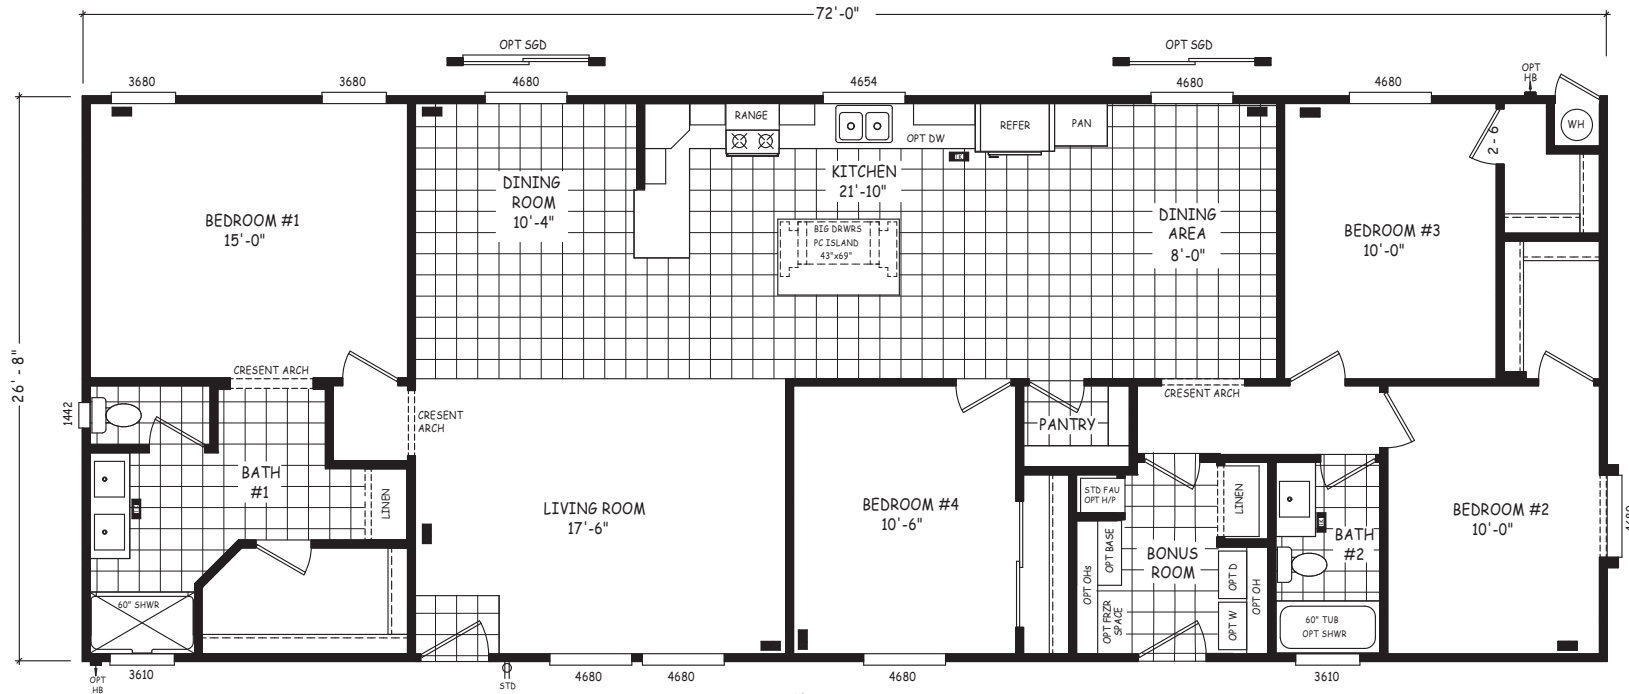 72'-0"
OPT SGD
OPT SGD
3680
3680
4680
4654
4680
4680
OPT
HB
RANGE
OPT DW
REFER
PAN
2-6
WH
DINING
ROOM
10'-4"
KITCHEN
21'-10"
BEDROOM #1
15'-0"
BIG DRWRS
PC ISLAND
43"x69"
DINING
AREA
8'-0"
BEDROOM #3
10'-0"
26'-8"
CRESENT ARCH
CRESENT
ARCH
CRESENT ARCH
1442
PANTRY
BATH
#1
LINEN
LIVING ROOM
17'-6"
BEDROOM #4
10'-6"
STD FAU
OPT H/P
LINEN
BEDROOM #2
10'-0"
4680
OPT BASE
OPT OHs
BONUS
ROOM
BATH
#2
OPT D
OPT OH
OPT W
OPT FRZR
SPACE
60" SHWR
60" TUB
OPT SHWR
OPT
HB
3610
STD
4680
4680
4680
3610